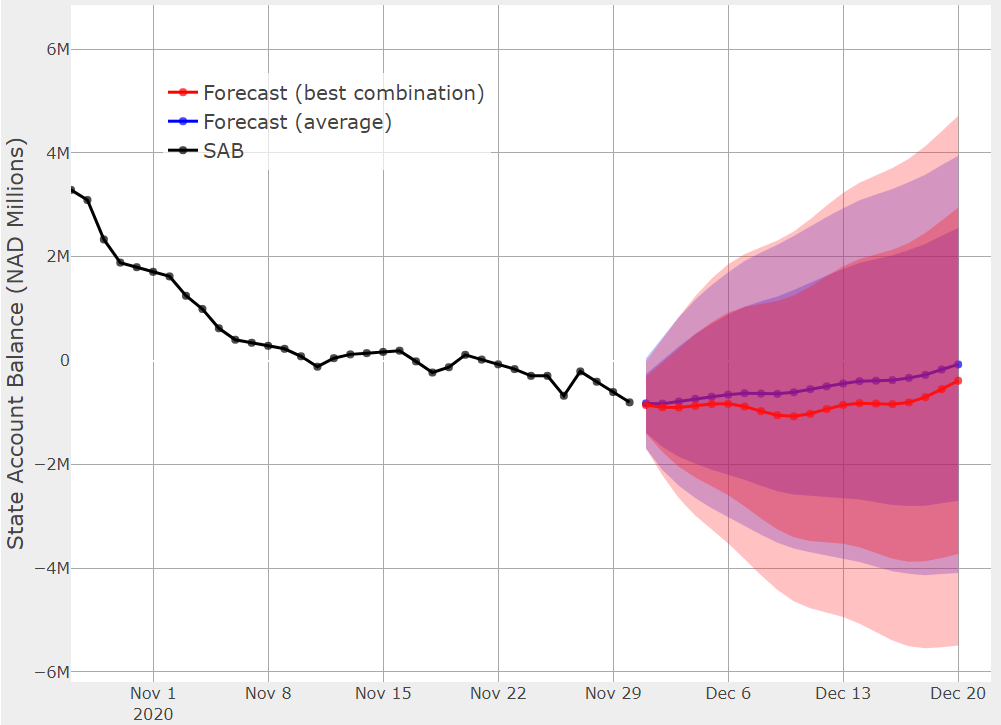 State Account Balance (NAD Millions)
6M
4M
2M
0
−2M
−4M
−6M
Forecast (best combination)
Forecast (average)
SAB
Nov 1
2020
Nov 8
Nov 15
Nov 22
Nov 29
Dec 6
Dec 13
Dec 20